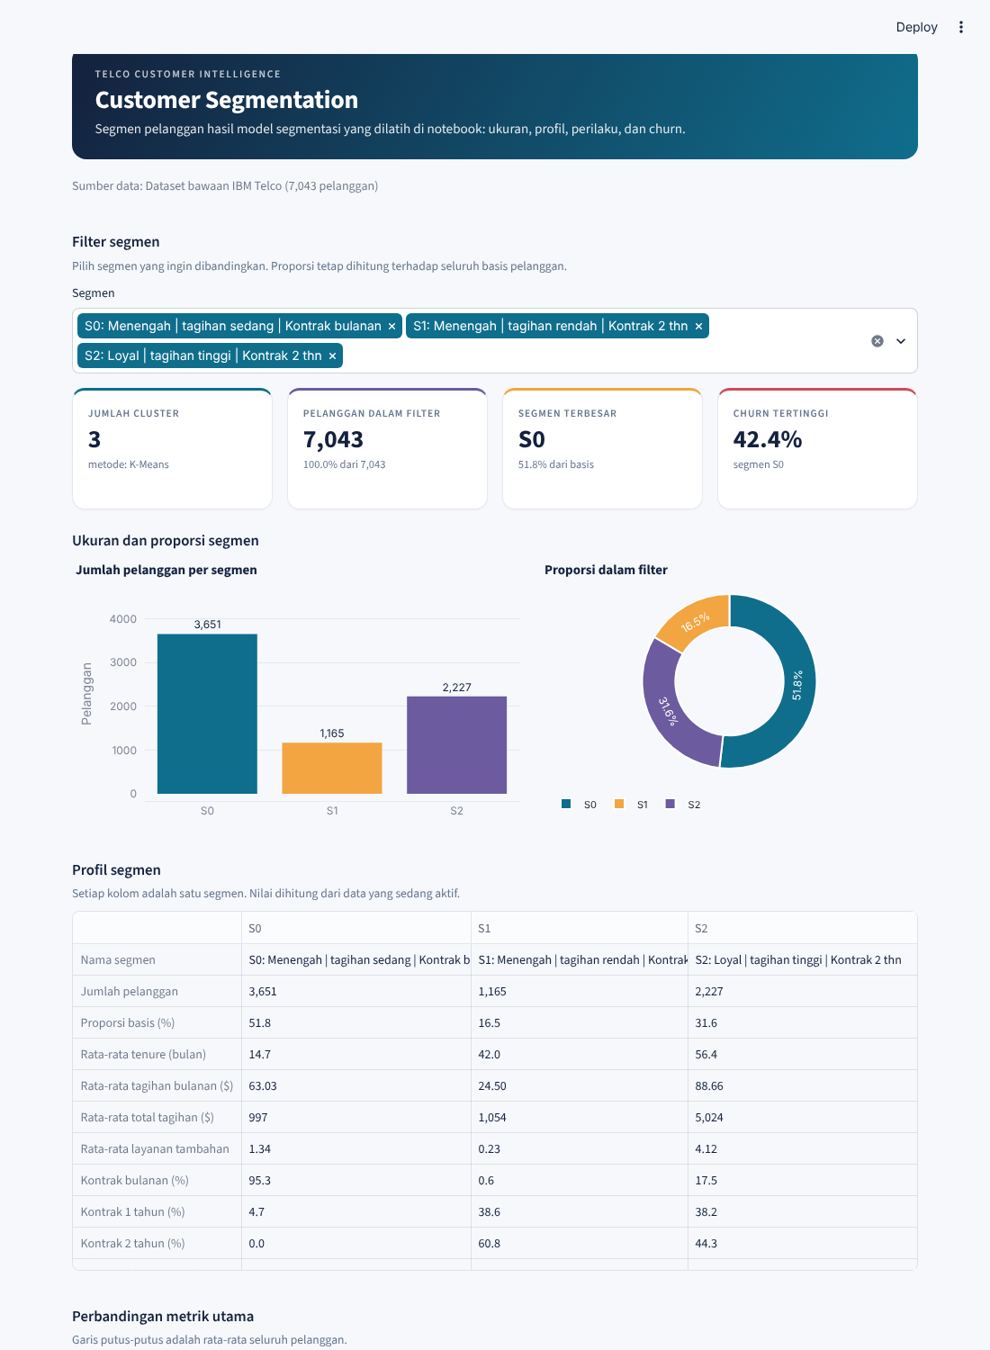 Deploy
TELCO CUSTOMER INTELLIGENCE
Customer Segmentation
Segmen pelanggan hasil model segmentasi yang dilatih di notebook: ukuran, profil, perilaku, dan churn.
Sumber data: Dataset bawaan IBM Telco (7,043 pelanggan)
Filter segmen
Pilih segmen yang ingin dibandingkan. Proporsi tetap dihitung terhadap seluruh basis pelanggan.
Segmen
S0: Menengah | tagihan sedang | Kontrak bulanan × S1: Menengah | tagihan rendah | Kontrak 2 thn ×
S2: Loyal | tagihan tinggi | Kontrak 2 thn ×
JUMLAH CLUSTER PELANGGAN DALAM FILTER SEGMEN TERBESAR CHURN TERTINGGI
3 7,043 S0 42.4%
metode: K-Means 100.0% dari 7,043 51.8% dari basis segmen S0
Ukuran dan proporsi segmen
Jumlah pelanggan per segmen
4000
3000
2000
1000
0
Pelanggan
3,651
1,165
2,227
S0 S1 S2
Proporsi dalam filter
16.5%
51.8%
31.6%
S0 S1 S2
Profil segmen
Setiap kolom adalah satu segmen. Nilai dihitung dari data yang sedang aktif.
S0 S1 S2
Nama segmen S0: Menengah | tagihan sedang | Kontrak b S1: Menengah | tagihan rendah | Kontrak S2: Loyal | tagihan tinggi | Kontrak 2 thn
Jumlah pelanggan 3,651 1,165 2,227
Proporsi basis (%) 51.8 16.5 31.6
Rata-rata tenure (bulan) 14.7 42.0 56.4
Rata-rata tagihan bulanan ($) 63.03 24.50 88.66
Rata-rata total tagihan ($) 997 1,054 5,024
Rata-rata layanan tambahan 1.34 0.23 4.12
Kontrak bulanan (%) 95.3 0.6 17.5
Kontrak 1 tahun (%) 4.7 38.6 38.2
Kontrak 2 tahun (%) 0.0 60.8 44.3
Perbandingan metrik utama
Garis putus-putus adalah rata-rata seluruh pelanggan.